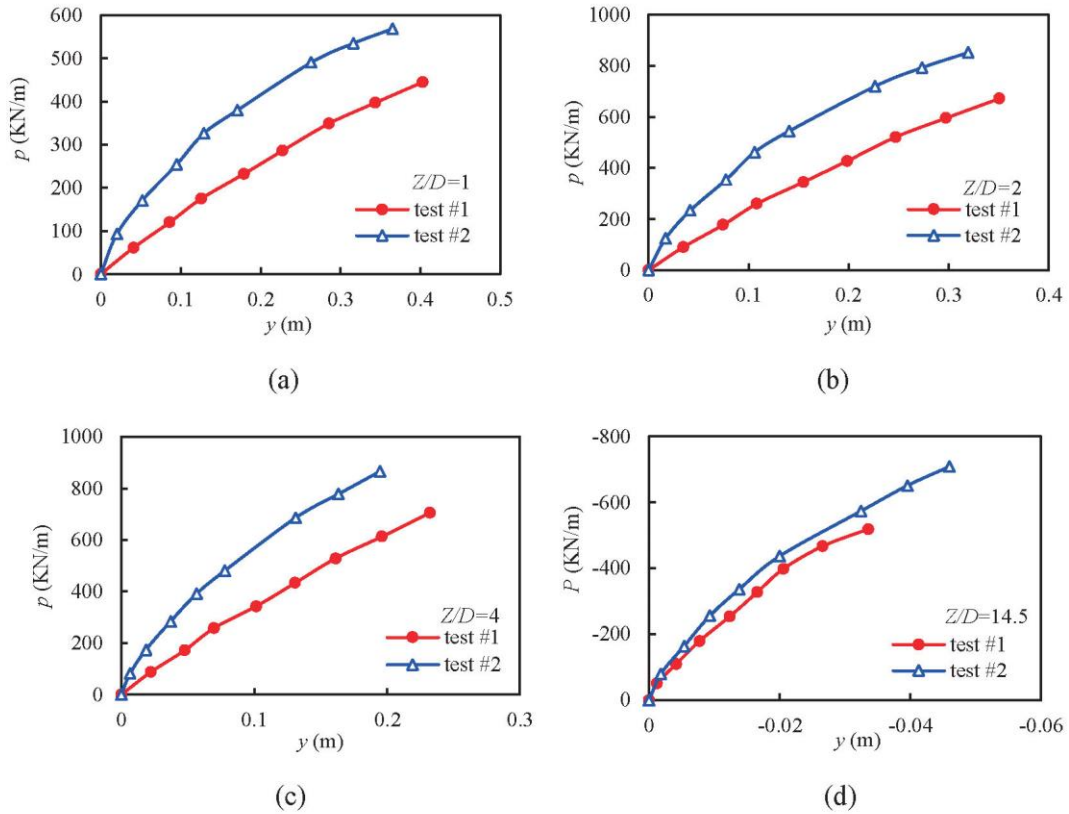 600
500
400
300
200
100
0
p (KN/m)
Z/D=1
test #1
test #2
0 0.1 0.2 0.3 0.4 0.5
y (m)
(a)
1000
800
600
400
200
0
p (KN/m)
Z/D=2
test #1
test #2
0 0.1 0.2 0.3 0.4
y (m)
(b)
1000
800
600
400
200
0
p (KN/m)
Z/D=4
test #1
test #2
0 0.1 0.2 0.3
y (m)
(c)
-800
-600
-400
-200
0
P (KN/m)
Z/D=14.5
test #1
test #2
0 -0.02 -0.04 -0.06
y (m)
(d)